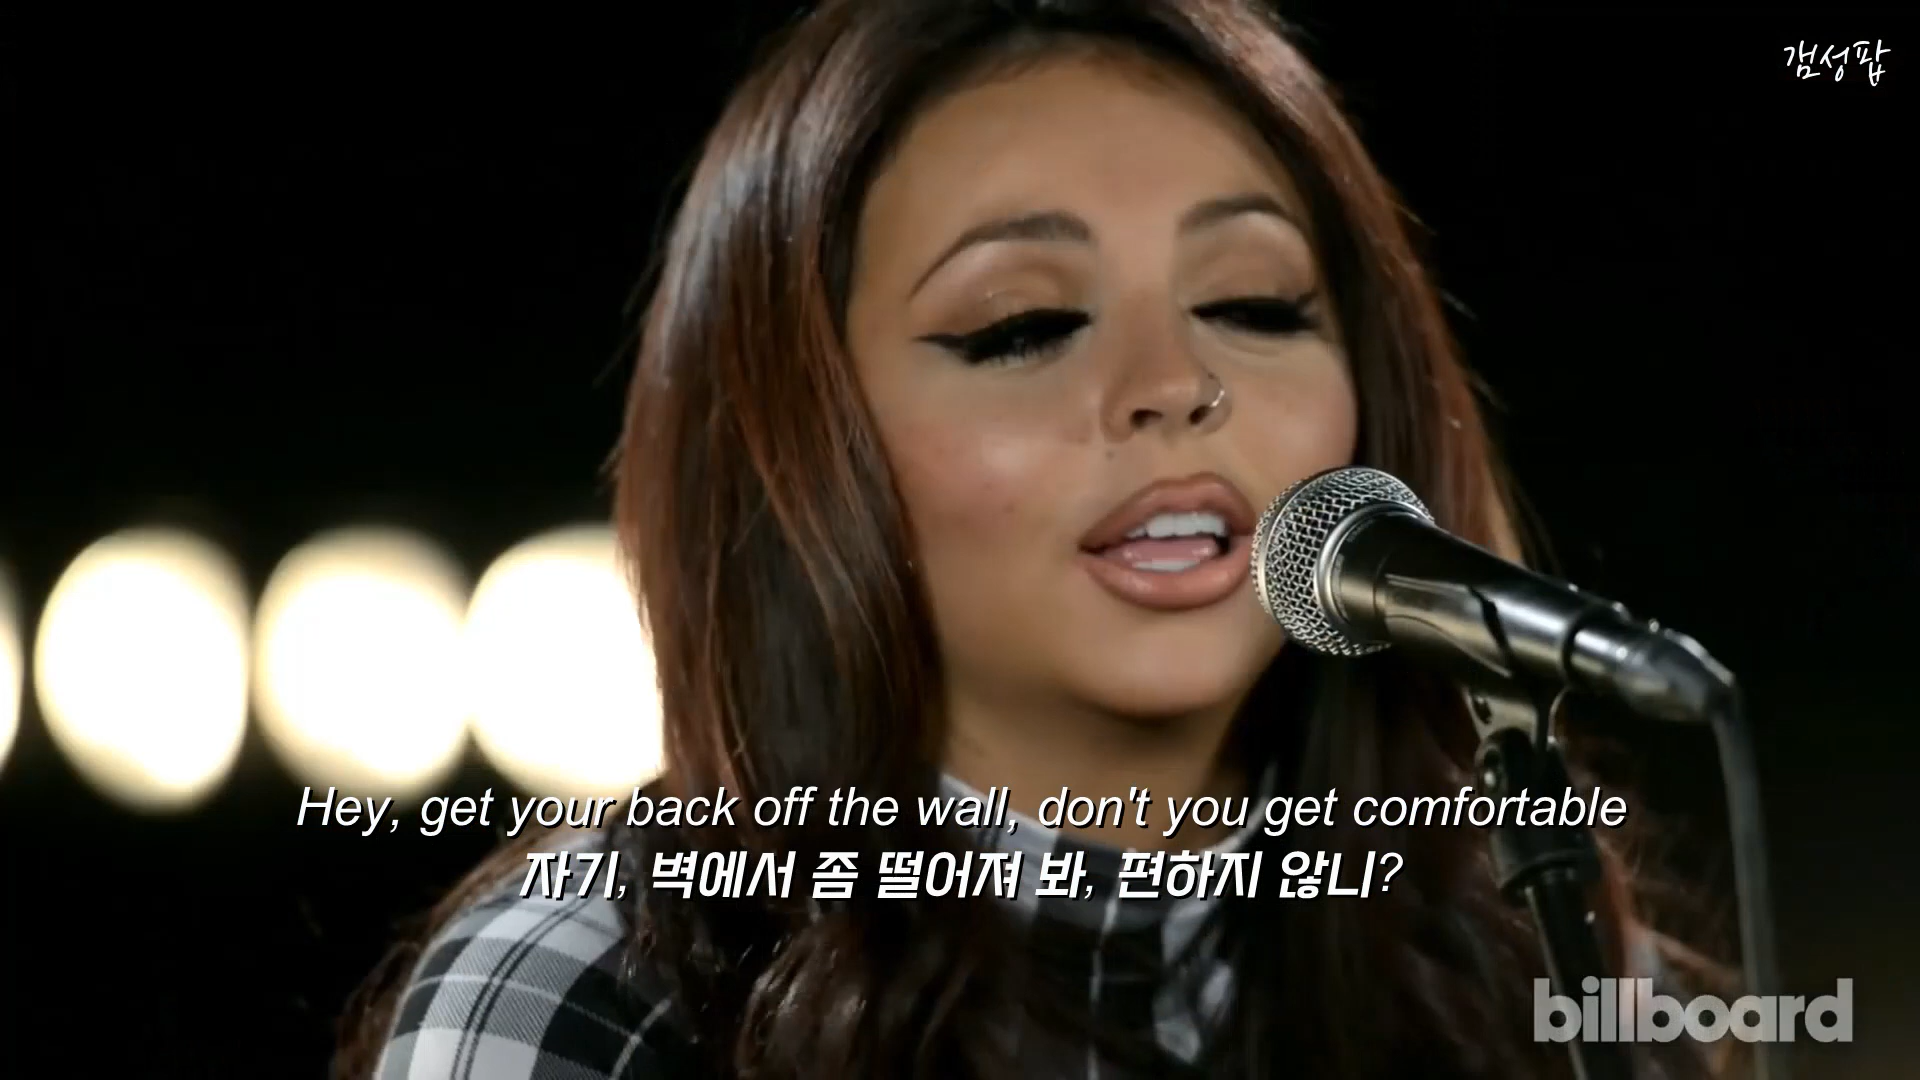 갬성팝
Hey, get your back off the wall, don't you get comfortable
자기, 벽에서 좀 떨어져 봐, 편하지 않니?
billboard